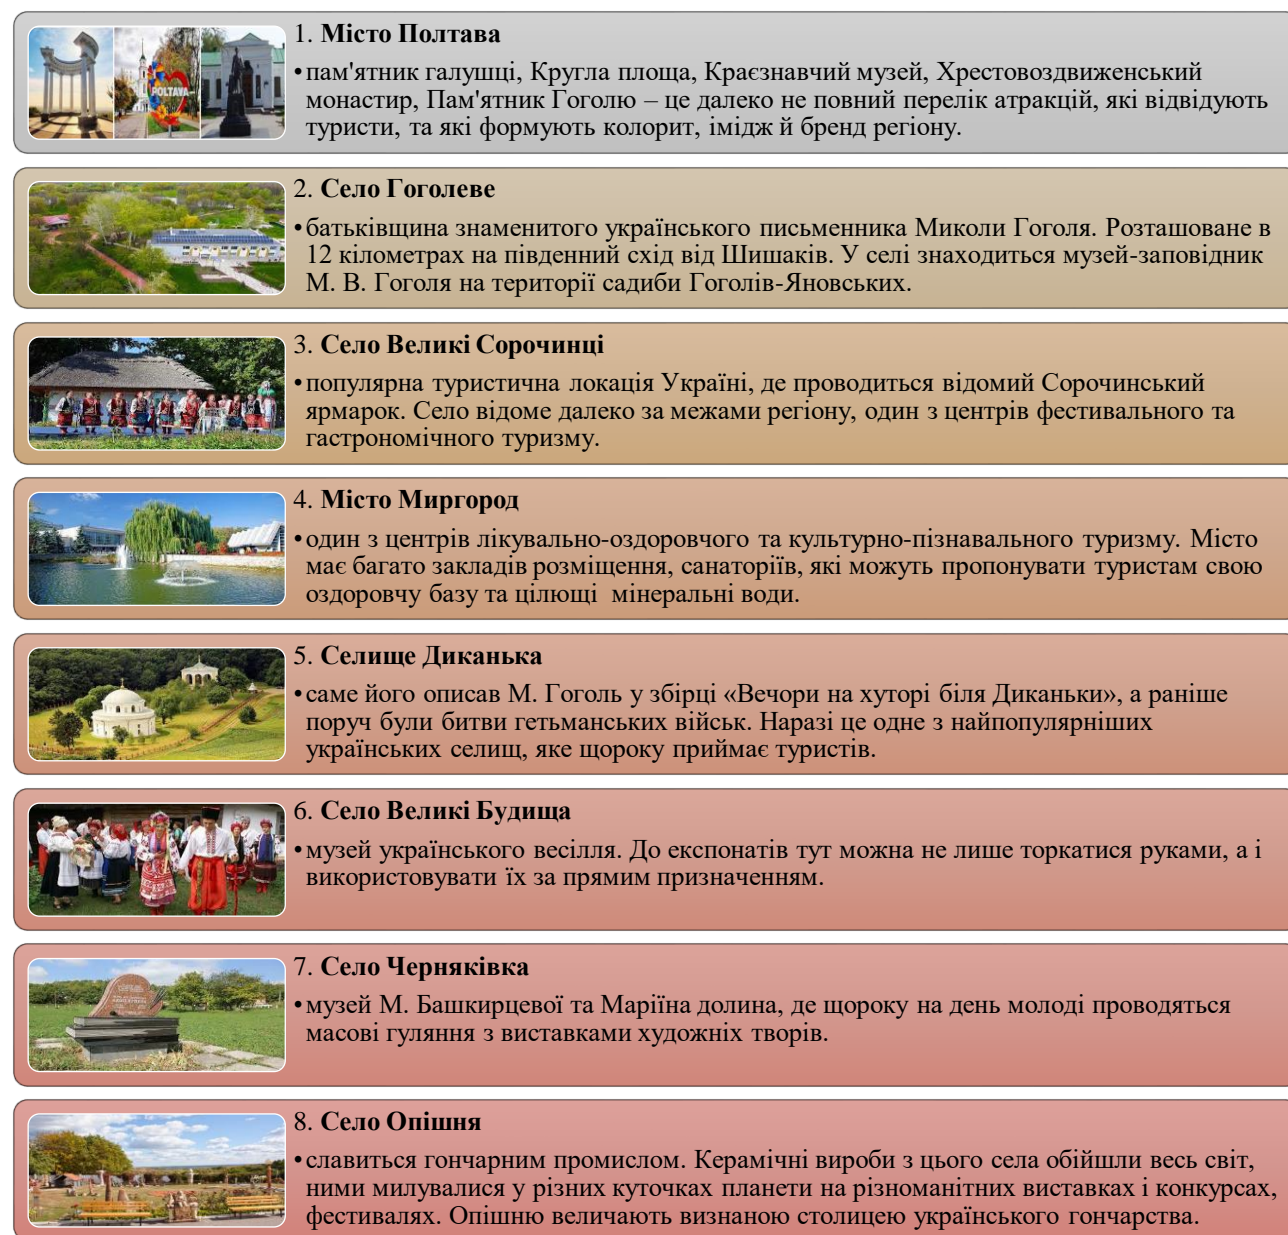 1. Місто Полтава
•пам'ятник галушці, Кругла площа, Краєзнавчий музей, Хрестовоздвиженський
монастир, Пам'ятник Гоголю – це далеко не повний перелік атракцій, які відвідують
туристи, та які формують колорит, імідж й бренд регіону.
POLTAVA
2. Село Гоголеве
•батьківщина знаменитого українського письменника Миколи Гоголя. Розташоване в
12 кілометрах на південний схід від Шишаків. У селі знаходиться музей-заповідник
М. В. Гоголя на території садиби Гоголів-Яновських.
3. Село Великі Сорочинці
•популярна туристична локація Україні, де проводиться відомий Сорочинський
ярмарок. Село відоме далеко за межами регіону, один з центрів фестивального та
гастрономічного туризму.
4. Місто Миргород
•один з центрів лікувально-оздоровчого та культурно-пізнавального туризму. Місто
має багато закладів розміщення, санаторіїв, які можуть пропонувати туристам свою
оздоровчу базу та цілющі  мінеральні води.
5. Селище Диканька
•саме його описав М. Гоголь у збірці «Вечори на хуторі біля Диканьки», а раніше
поруч були битви гетьманських військ. Наразі це одне з найпопулярніших
українських селищ, яке щороку приймає туристів.
6. Село Великі Будища
•музей українського весілля. До експонатів тут можна не лише торкатися руками, а і
використовувати їх за прямим призначенням.
7. Село Черняківка
•музей М. Башкирцевої та Маріїна долина, де щороку на день молоді проводяться
масові гуляння з виставками художніх творів.
8. Село Опішня
•славиться гончарним промислом. Керамічні вироби з цього села обійшли весь світ,
ними милувалися у різних куточках планети на різноманітних виставках і конкурсах,
фестивалях. Опішню величають визнаною столицею українського гончарства.